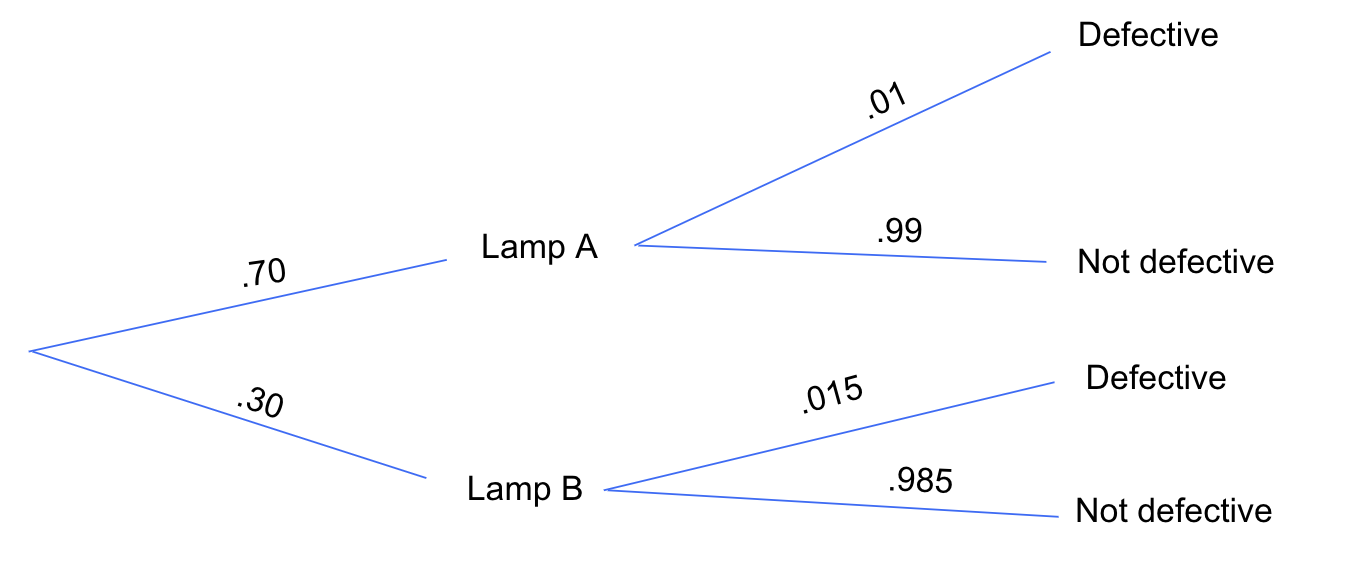 Defective
.01
.99
Lamp A
Not defective
.70
.30
Defective
.015
.985
Lamp B
Not defective